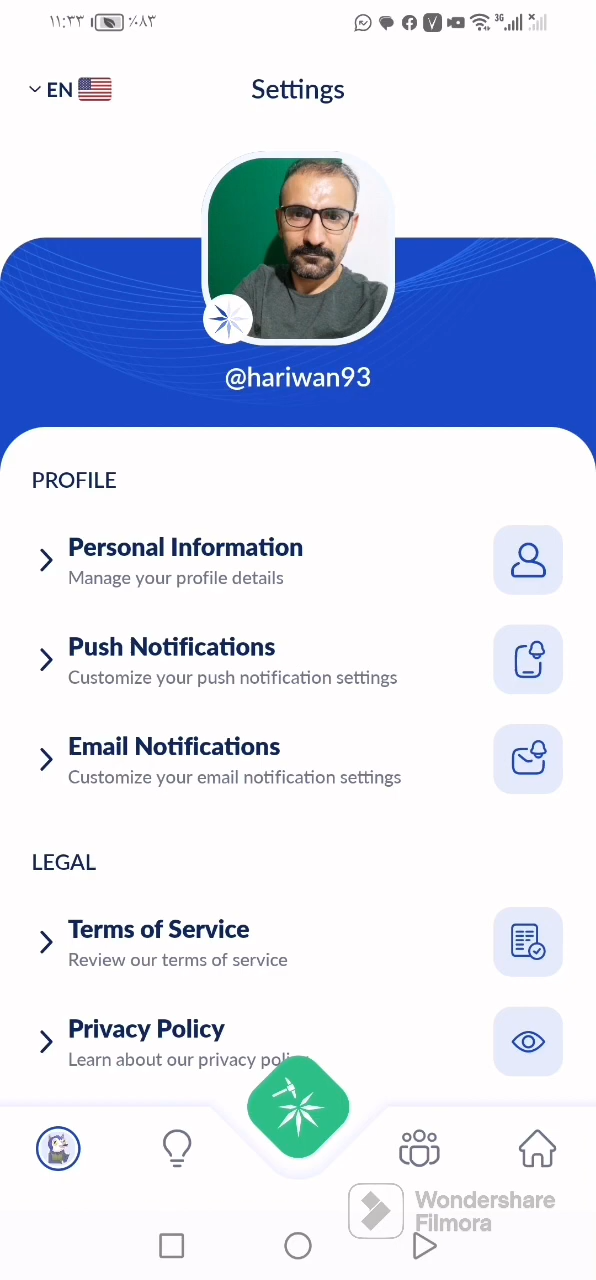 ١١:٣٣
٪٨٣
3G
EN
Settings
@hariwan93
PROFILE
Personal Information
Manage your profile details
Push Notifications
Customize your push notification settings
Email Notifications
Customize your email notification settings
LEGAL
Terms of Service
Review our terms of service
Privacy Policy
Learn about our privacy
Wondershare
Filmora